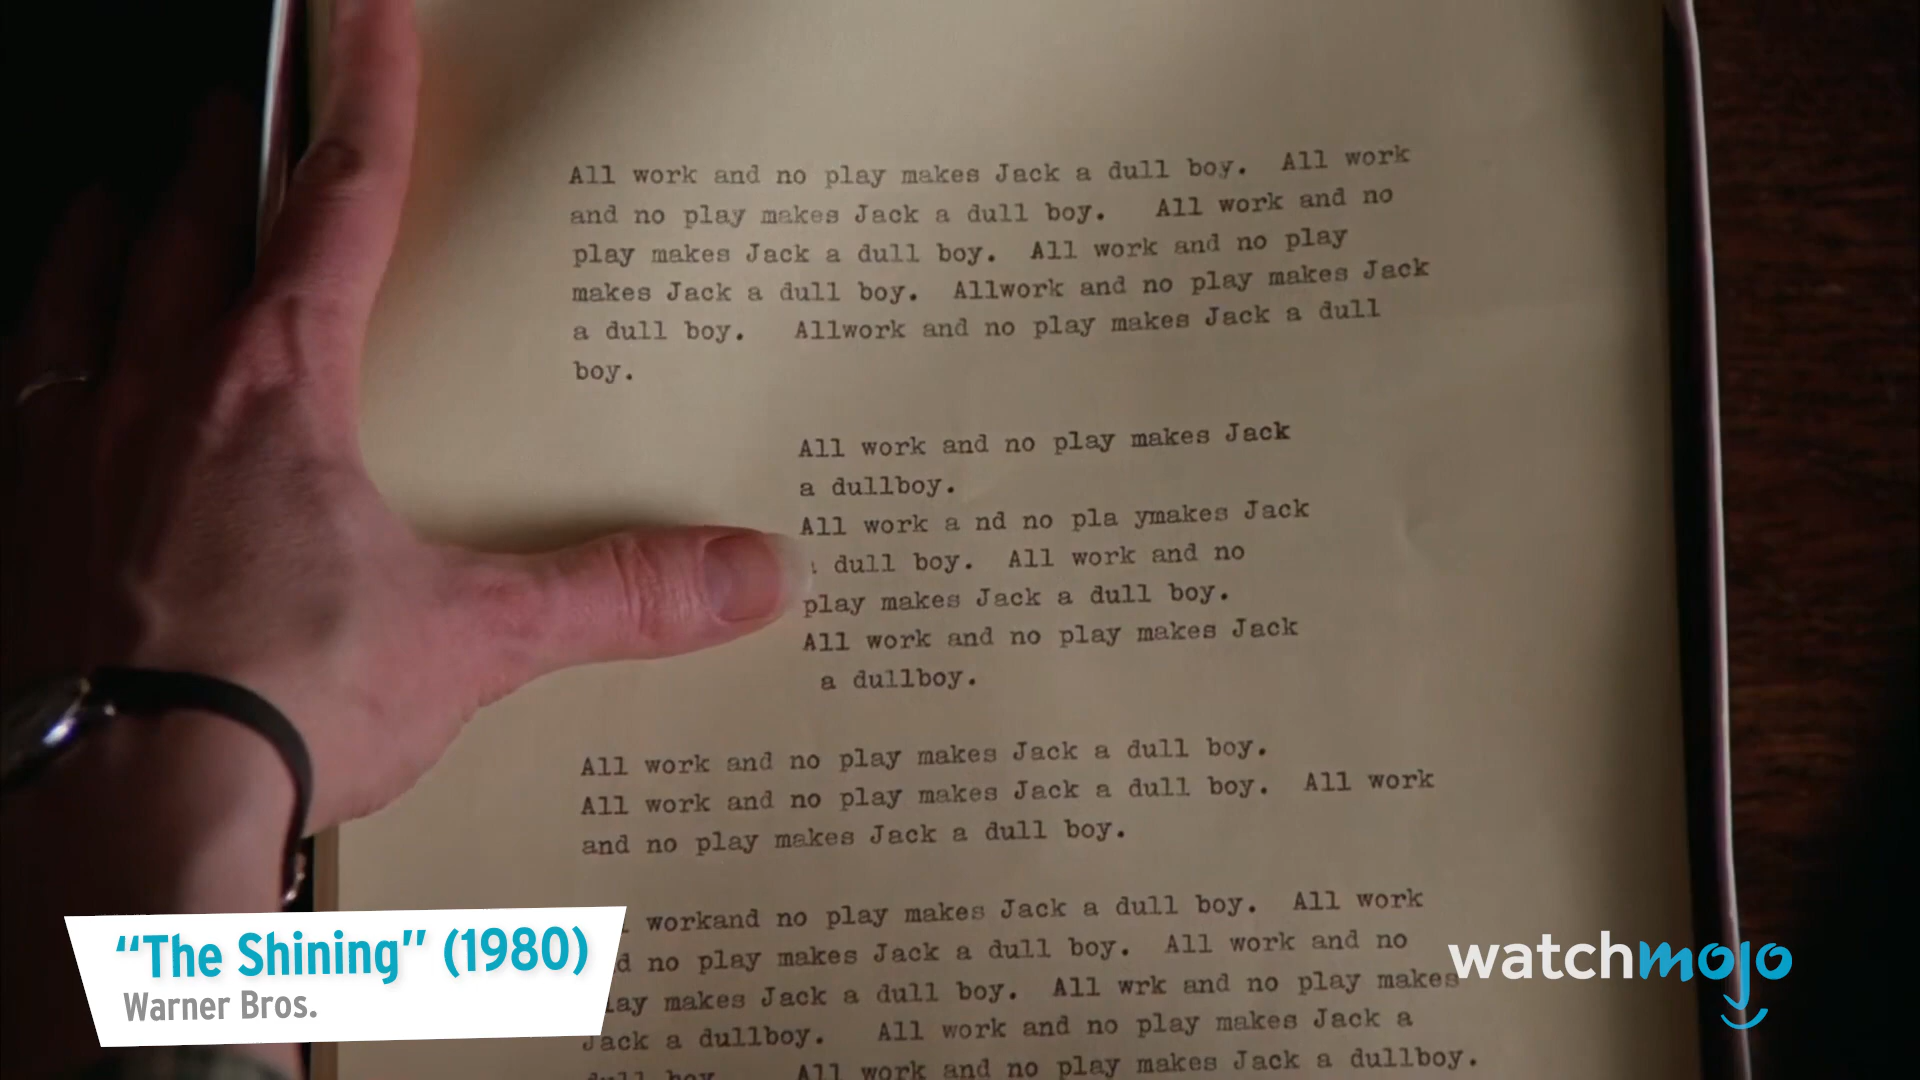 All work and no play makes Jack a dull boy.  All work
and no play makes Jack a dull boy.   All work and no
play makes Jack a dull boy.  All work and no play
makes Jack a dull boy.  Allwork and no play makes Jack
a dull boy.   Allwork and no play makes Jack a dull
boy.
All work and no play makes Jack
a dullboy.
All work a nd no pla ymakes Jack
dull boy.  All work and no
play makes Jack a dull boy.
All work and no play makes Jack
a dullboy.
All work and no play makes Jack a dull boy.
All work and no play makes Jack a dull boy.  All work
and no play makes Jack a dull boy.
workand no play makes Jack a dull boy.  All work
no play makes Jack a dull boy.  All work and no
makes Jack a dull boy.  All wrk and no play makes
Jack a dullboy.   All work and no play makes Jack a
All work and no play makes Jack a dullboy.
“The Shining” (1980)
Warner Bros.
watchmojo